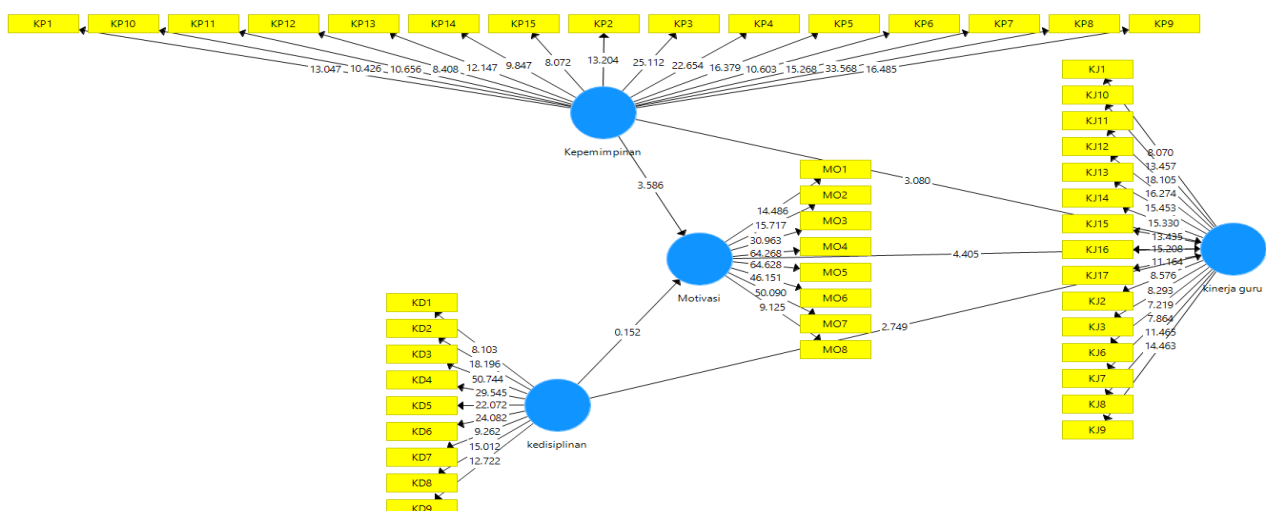 KP1 KP10 KP11 KP12 KP13 KP14 KP15 KP2 KP3 KP4 KP5 KP6 KP7 KP8 KP9
13.047 10.426 10.656 8.408 12.147 9.847 8.072 13.204 25.112 22.654 16.379 10.603 15.268 33.568 16.485
Kepemimpinan
3.586
3.080
MO1
MO2
MO3
MO4
MO5
MO6
MO7
MO8
14.486
15.717
30.963
64.268
64.628
46.151
50.090
9.125
Motivasi
4.405
0.152
2.749
KD1
KD2
KD3
KD4
KD5
KD6
KD7
KD8
KD9
8.103
18.196
50.744
29.545
22.072
24.082
9.262
15.012
12.722
kedisiplinan
KJ1
KJ10
KJ11
KJ12
KJ13
KJ14
KJ15
KJ16
KJ17
KJ2
KJ3
KJ6
KJ7
KJ8
KJ9
8.070
13.457
18.105
16.274
15.453
15.330
13.435
15.208
11.164
8.576
8.293
7.219
7.864
11.465
14.463
kinerja guru